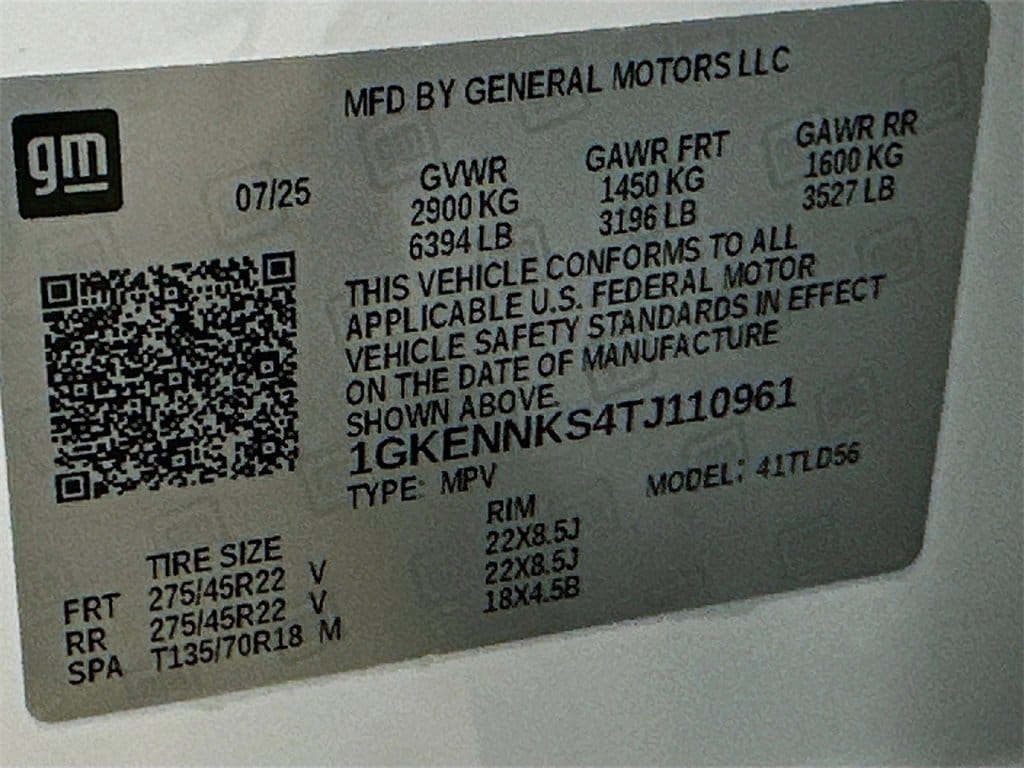 gm
MFD BY GENERAL MOTORS LLC
07/25
GVWR GAWR FRT GAWR RR
2900 KG 1450 KG 1600 KG
6394 LB 3196 LB 3527 LB
THIS VEHICLE CONFORMS TO ALL
APPLICABLE U.S. FEDERAL MOTOR
VEHICLE SAFETY STANDARDS IN EFFECT
ON THE DATE OF MANUFACTURE
SHOWN ABOVE.
1GKENNKS4TJ110961
TYPE: MPV MODEL: 41TLD56
TIRE SIZE RIM
FRT 275/45R22 V 22X8.5J
RR 275/45R22 V 22X8.5J
SPA T135/70R18 M 18X4.5B